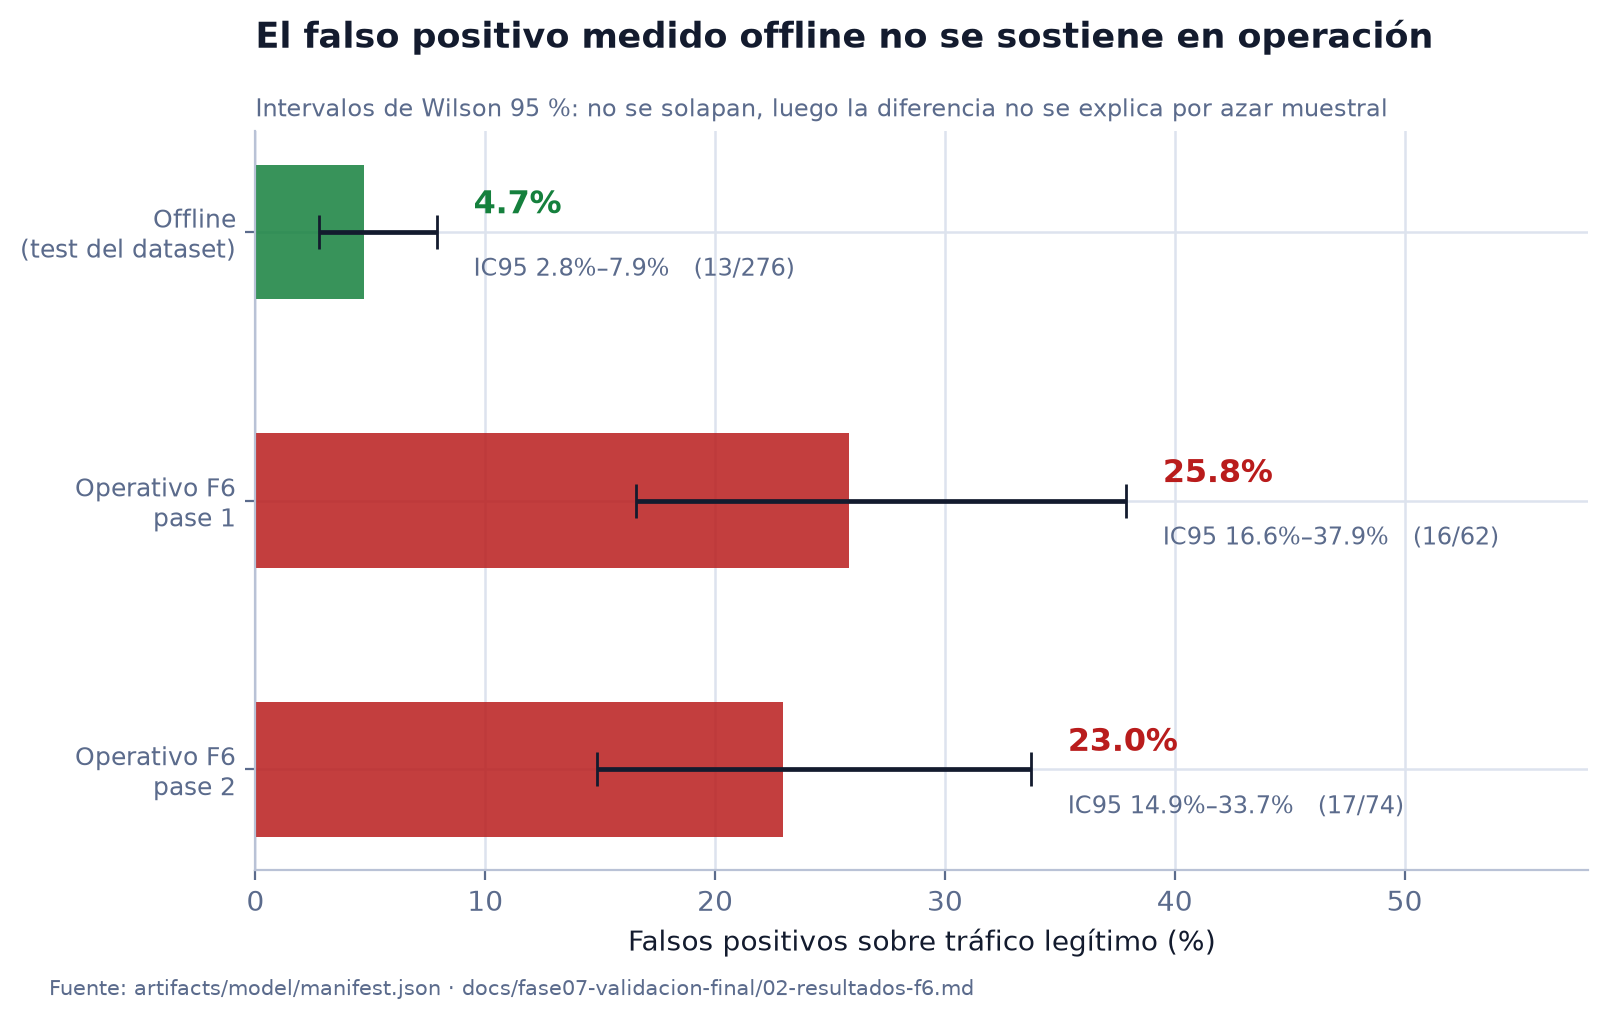 El falso positivo medido offline no se sostiene en operación
Intervalos de Wilson 95 %: no se solapan, luego la diferencia no se explica por azar muestral
Offline
(test del dataset)
4.7%
IC95 2.8%–7.9% (13/276)
Operativo F6
pase 1
25.8%
IC95 16.6%–37.9% (16/62)
Operativo F6
pase 2
23.0%
IC95 14.9%–33.7% (17/74)
0 10 20 30 40 50
Falsos positivos sobre tráfico legítimo (%)
Fuente: artifacts/model/manifest.json · docs/fase07-validacion-final/02-resultados-f6.md